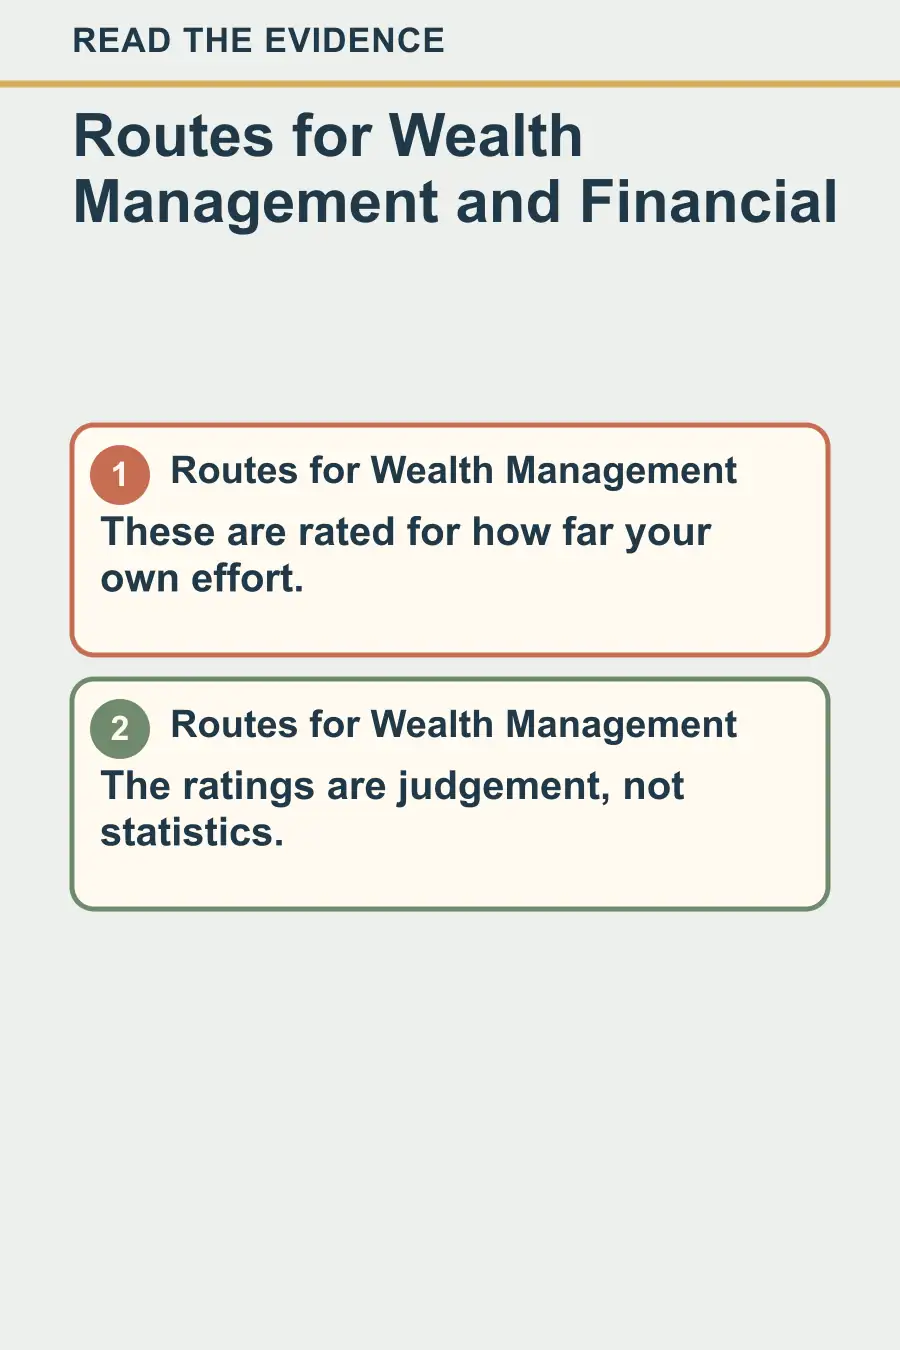 READ THE EVIDENCE
Routes for Wealth
Management and Financial
1 Routes for Wealth Management
These are rated for how far your
own effort.
2 Routes for Wealth Management
The ratings are judgement, not
statistics.